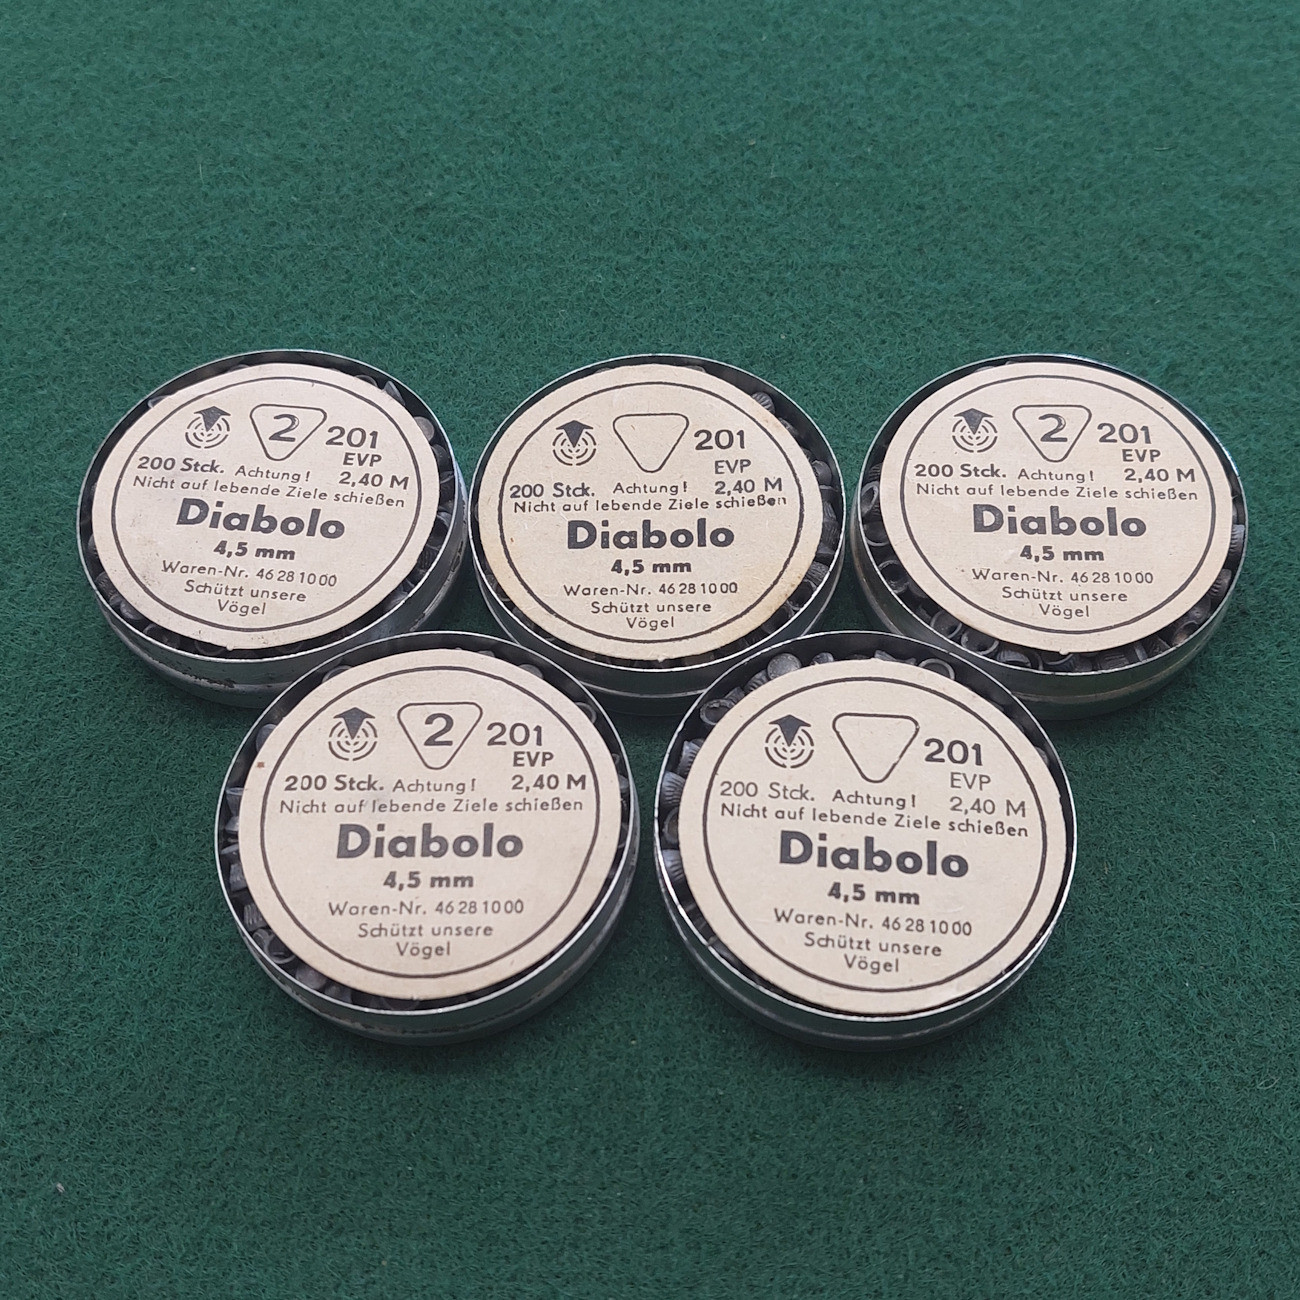 2 201
EVP
200 Stck. Achtung! 2,40 M
Nicht auf lebende Ziele schießen
Diabolo
4,5 mm
Waren-Nr. 46 28 10 00
Schützt unsere
Vögel
201
EVP
200 Stck. Achtung! 2,40 M
Nicht auf lebende Ziele schießen
Diabolo
4,5 mm
Waren-Nr. 46 28 10 00
Schützt unsere
Vögel
2 201
EVP
200 Stck. Achtung! 2,40 M
Nicht auf lebende Ziele schießen
Diabolo
4,5 mm
Waren-Nr. 46 28 10 00
Schützt unsere
Vögel
2 201
EVP
200 Stck. Achtung! 2,40 M
Nicht auf lebende Ziele schießen
Diabolo
4,5 mm
Waren-Nr. 46 28 10 00
Schützt unsere
Vögel
201
EVP
200 Stck. Achtung! 2,40 M
Nicht auf lebende Ziele schießen
Diabolo
4,5 mm
Waren-Nr. 46 28 10 00
Schützt unsere
Vögel